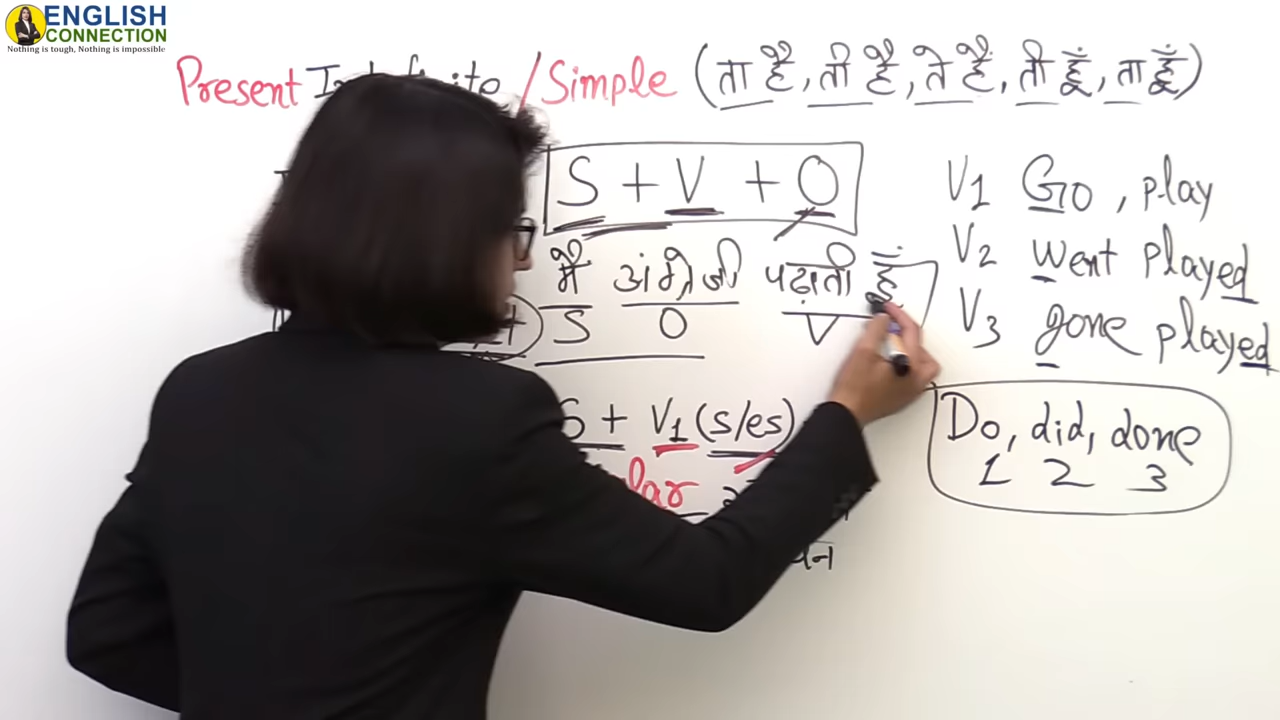 ENGLISH
CONNECTION
Nothing is tough, Nothing is impossible
Present / Simple (ता है, ती है, ते हैं, ती हूँ, ता हूँ)
S + V + O
मैं अंग्रेजी पढ़ाती हूं
S O V
S + V1 (s/es)
V1 Go, play
V2 went played
V3 gone played
Do, did, done
1 2 3